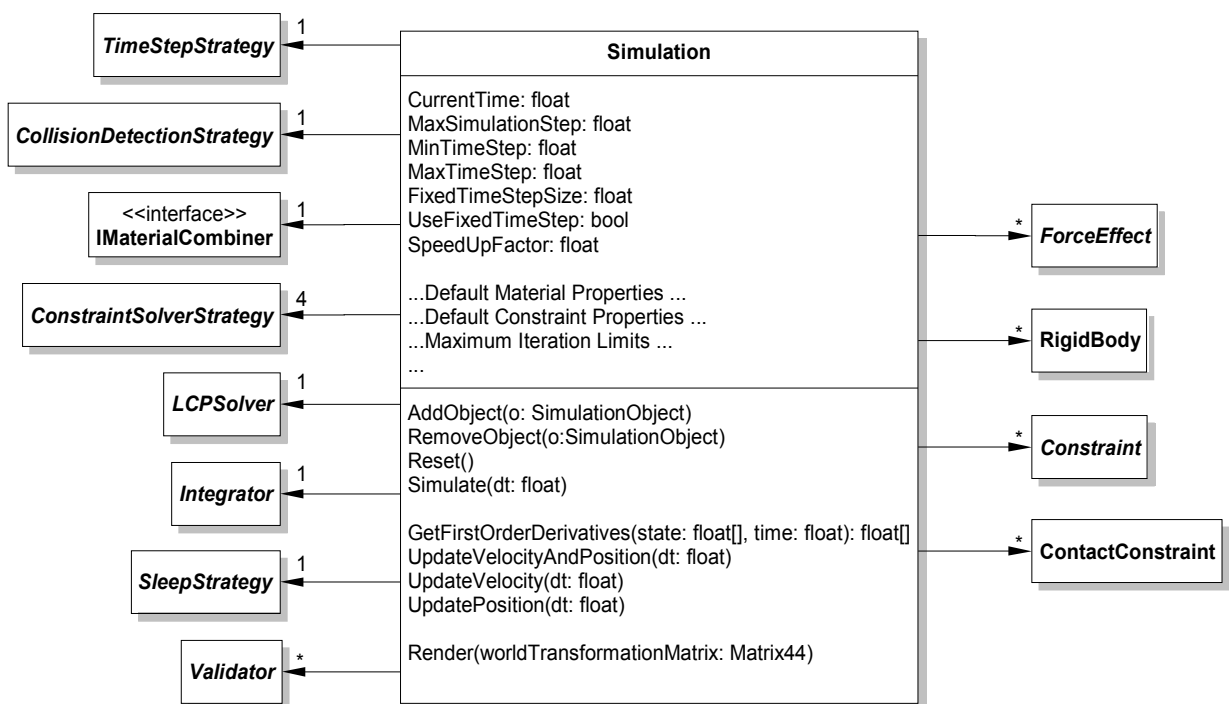 TimeStepStrategy
1
CollisionDetectionStrategy
1
<<interface>>
IMaterialCombiner
1
ConstraintSolverStrategy
4
LCPSolver
1
Integrator
1
SleepStrategy
1
Validator
*
Simulation
CurrentTime: float
MaxSimulationStep: float
MinTimeStep: float
MaxTimeStep: float
FixedTimeStepSize: float
UseFixedTimeStep: bool
SpeedUpFactor: float
...Default Material Properties ...
...Default Constraint Properties ...
...Maximum Iteration Limits ...
...
AddObject(o: SimulationObject)
RemoveObject(o:SimulationObject)
Reset()
Simulate(dt: float)
GetFirstOrderDerivatives(state: float[], time: float): float[]
UpdateVelocityAndPosition(dt: float)
UpdateVelocity(dt: float)
UpdatePosition(dt: float)
Render(worldTransformationMatrix: Matrix44)
*
ForceEffect
*
RigidBody
*
Constraint
*
ContactConstraint